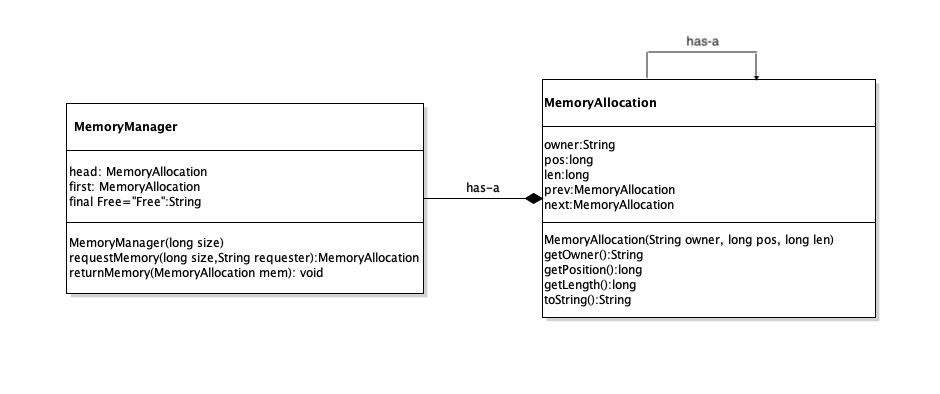 has-a
MemoryAllocation
owner:String
pos:long
len:long
prev:MemoryAllocation
next:MemoryAllocation
MemoryAllocation(String owner, long pos, long len)
getOwner():String
getPosition():long
getLength():long
toString():String
has-a
MemoryManager
head: MemoryAllocation
first: MemoryAllocation
final Free="Free":String
MemoryManager(long size)
requestMemory(long size,String requester):MemoryAllocation
returnMemory(MemoryAllocation mem): void